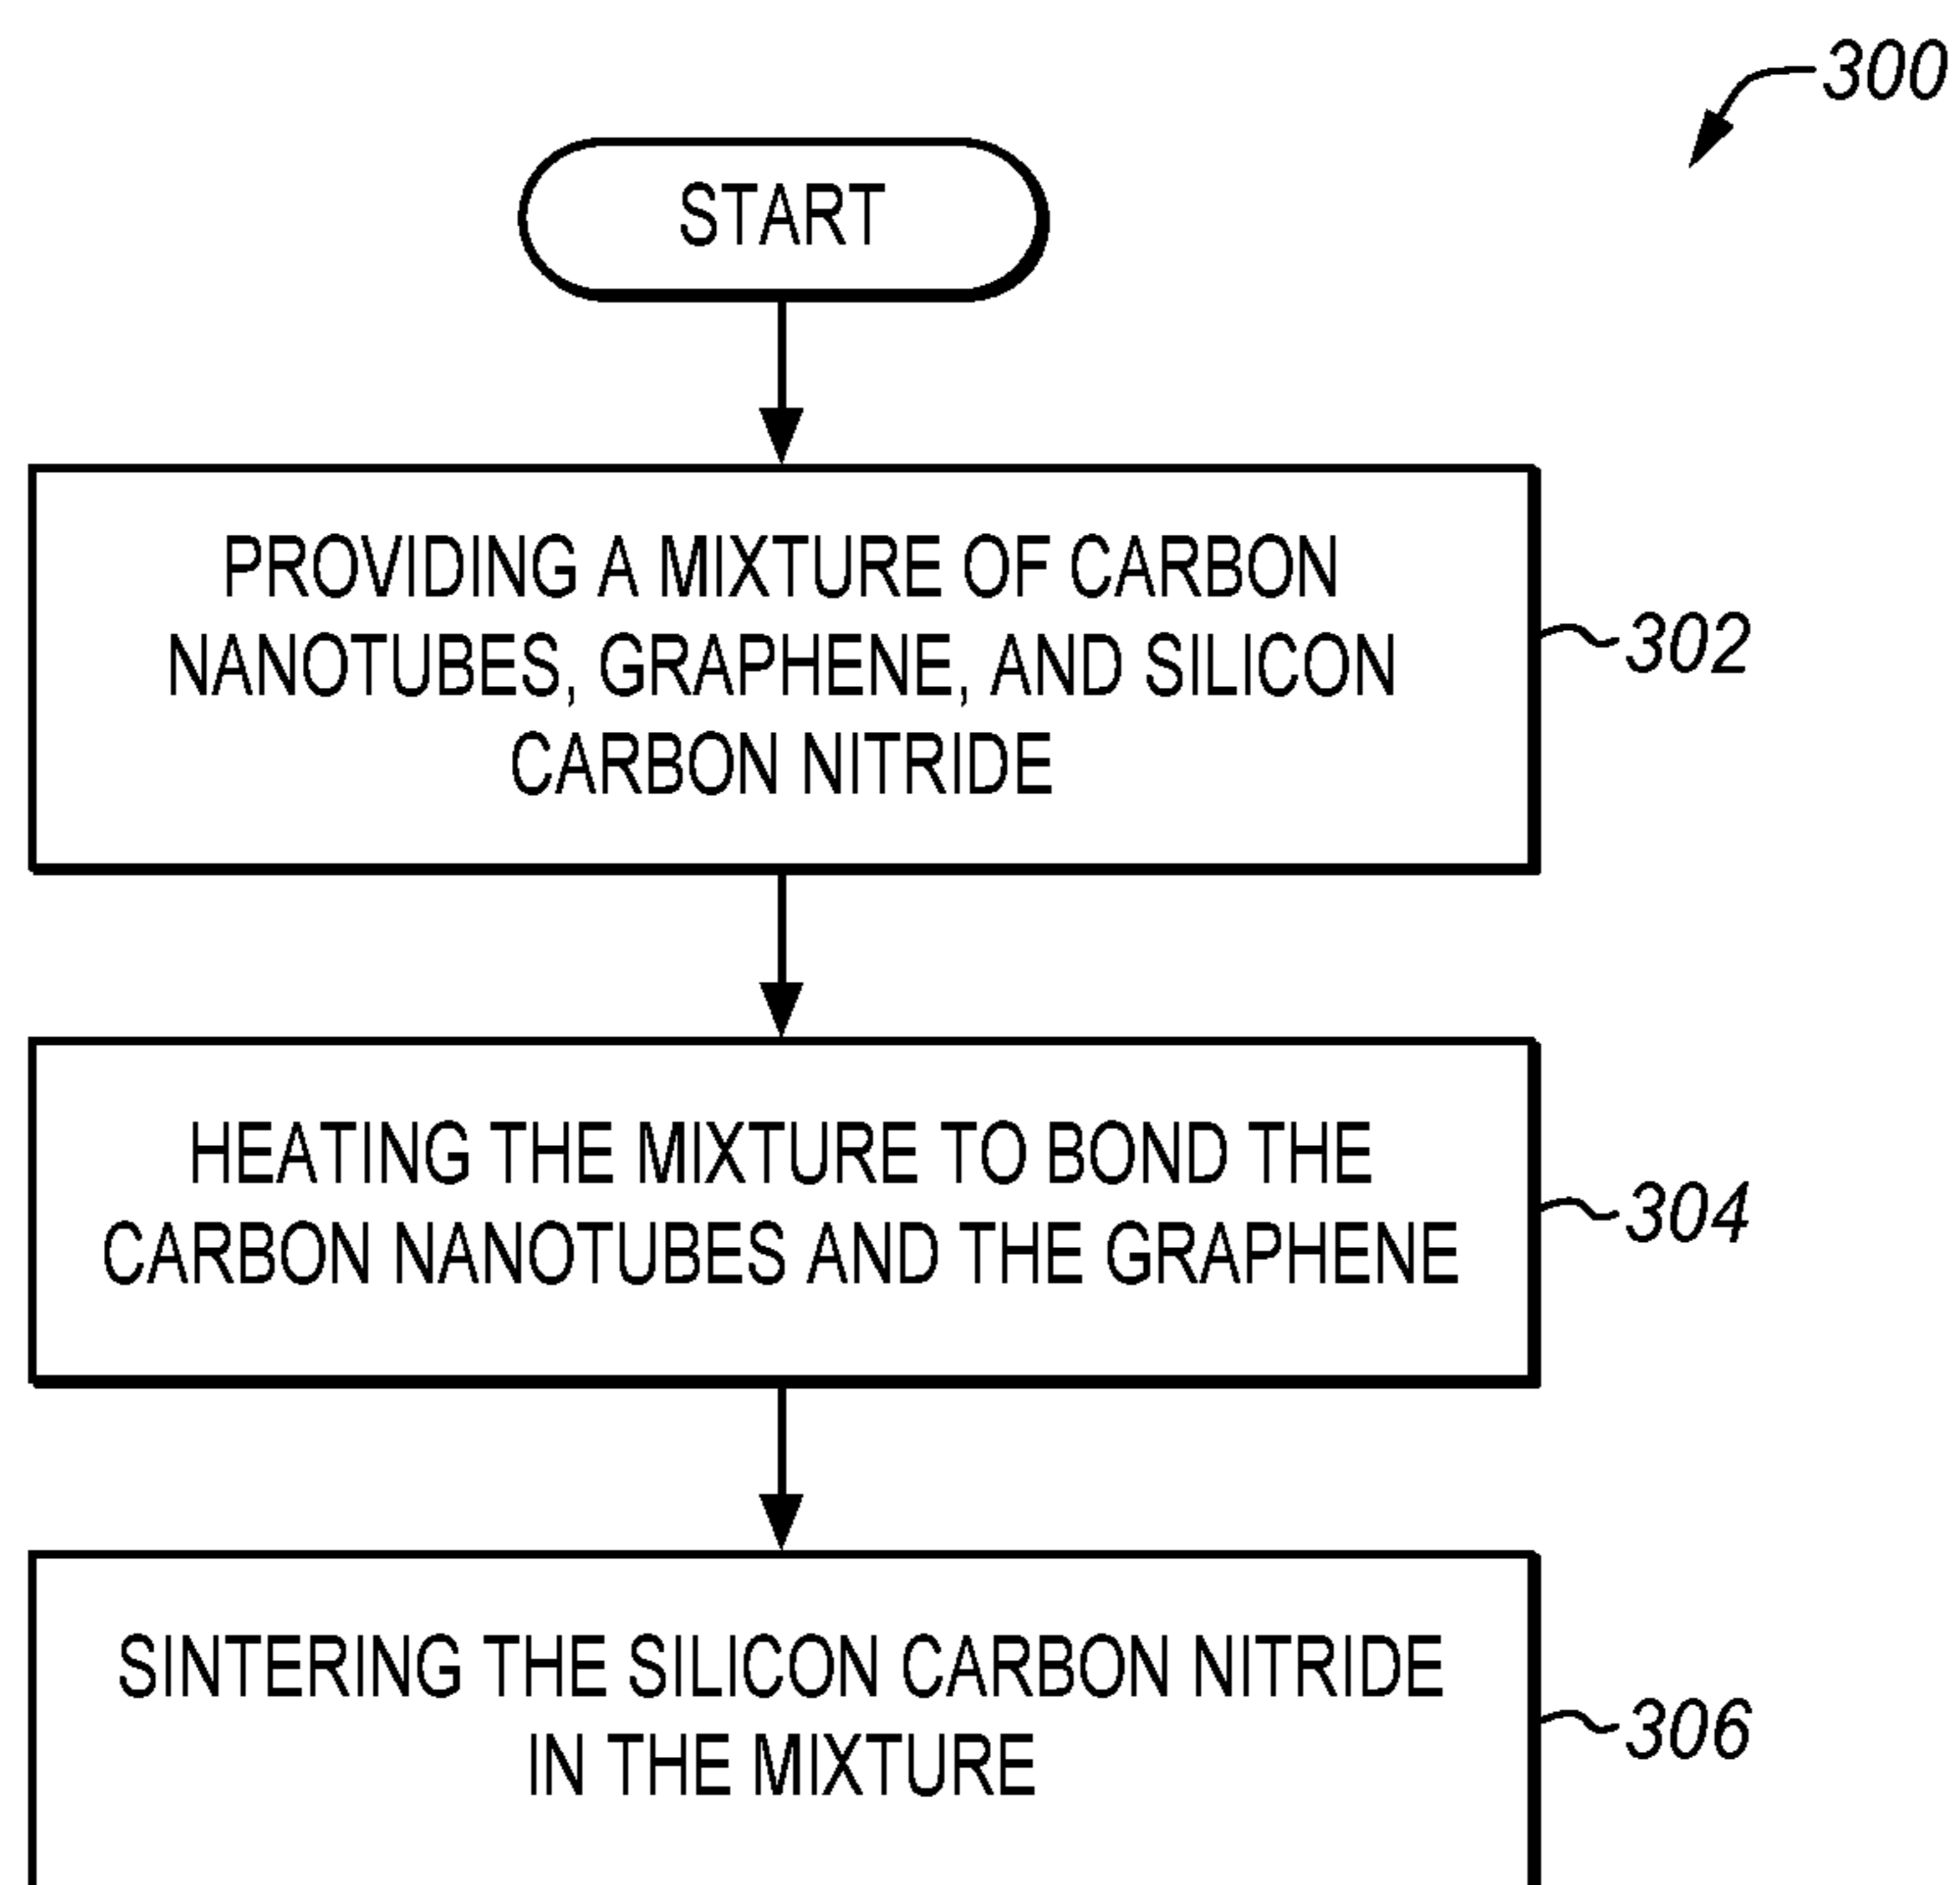 300
START
PROVIDING A MIXTURE OF CARBON
NANOTUBES, GRAPHENE, AND SILICON
CARBON NITRIDE
302
HEATING THE MIXTURE TO BOND THE
CARBON NANOTUBES AND THE GRAPHENE
304
SINTERING THE SILICON CARBON NITRIDE
IN THE MIXTURE
306